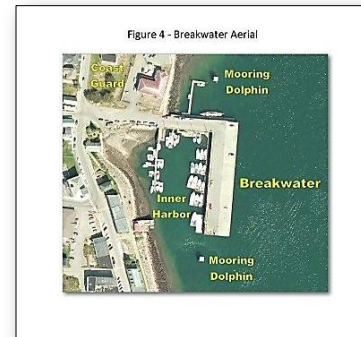 Figure 4 - Breakwater Aerial
Coast
Guard
Mooring
Dolphin
Breakwater
Inner
Harbor
Mooring
Dolphin